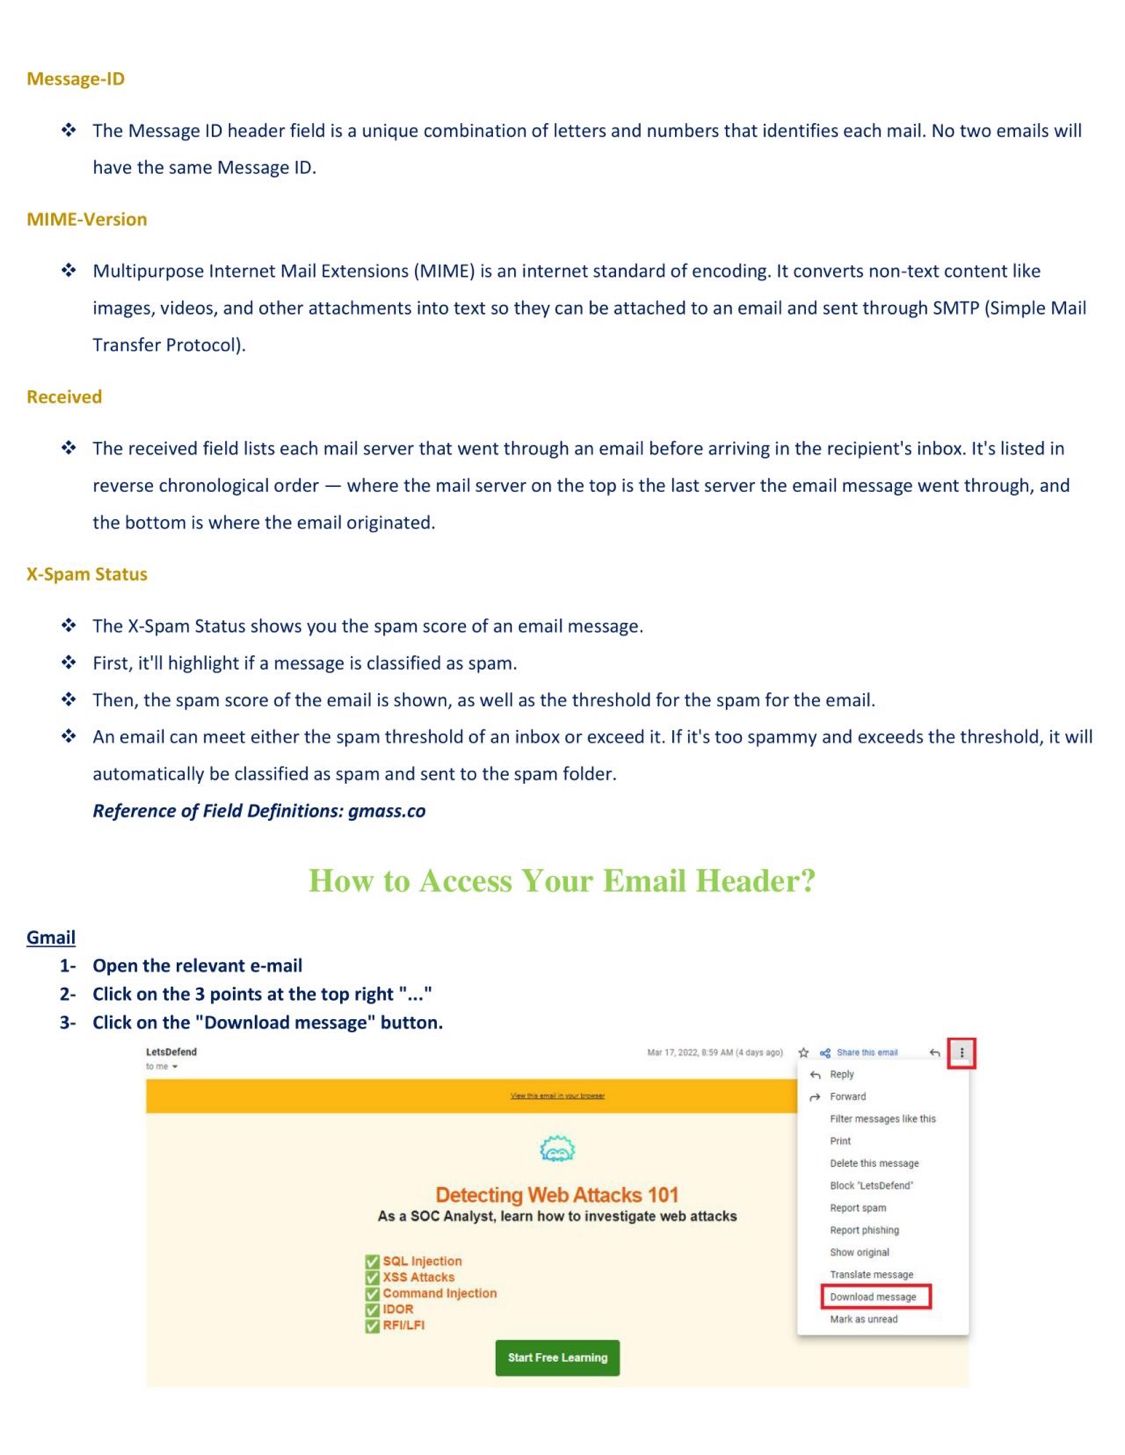 Message-ID
❖ The Message ID header field is a unique combination of letters and numbers that identifies each mail. No two emails will
have the same Message ID.
MIME-Version
❖ Multipurpose Internet Mail Extensions (MIME) is an internet standard of encoding. It converts non-text content like
images, videos, and other attachments into text so they can be attached to an email and sent through SMTP (Simple Mail
Transfer Protocol).
Received
❖ The received field lists each mail server that went through an email before arriving in the recipient's inbox. It's listed in
reverse chronological order — where the mail server on the top is the last server the email message went through, and
the bottom is where the email originated.
X-Spam Status
❖ The X-Spam Status shows you the spam score of an email message.
❖ First, it'll highlight if a message is classified as spam.
❖ Then, the spam score of the email is shown, as well as the threshold for the spam for the email.
❖ An email can meet either the spam threshold of an inbox or exceed it. If it's too spammy and exceeds the threshold, it will
automatically be classified as spam and sent to the spam folder.
Reference of Field Definitions: gmass.co
How to Access Your Email Header?
Gmail
1- Open the relevant e-mail
2- Click on the 3 points at the top right "..."
3- Click on the "Download message" button.
LetsDefend
Mar 17, 2022, 8:59 AM (4 days ago)
Share this email
to me
View this email in your browser
Detecting Web Attacks 101
As a SOC Analyst, learn how to investigate web attacks
SQL Injection
XSS Attacks
Command Injection
IDOR
RFI/LFI
Start Free Learning
Reply
Forward
Filter messages like this
Print
Delete this message
Block "LetsDefend"
Report spam
Report phishing
Show original
Translate message
Download message
Mark as unread